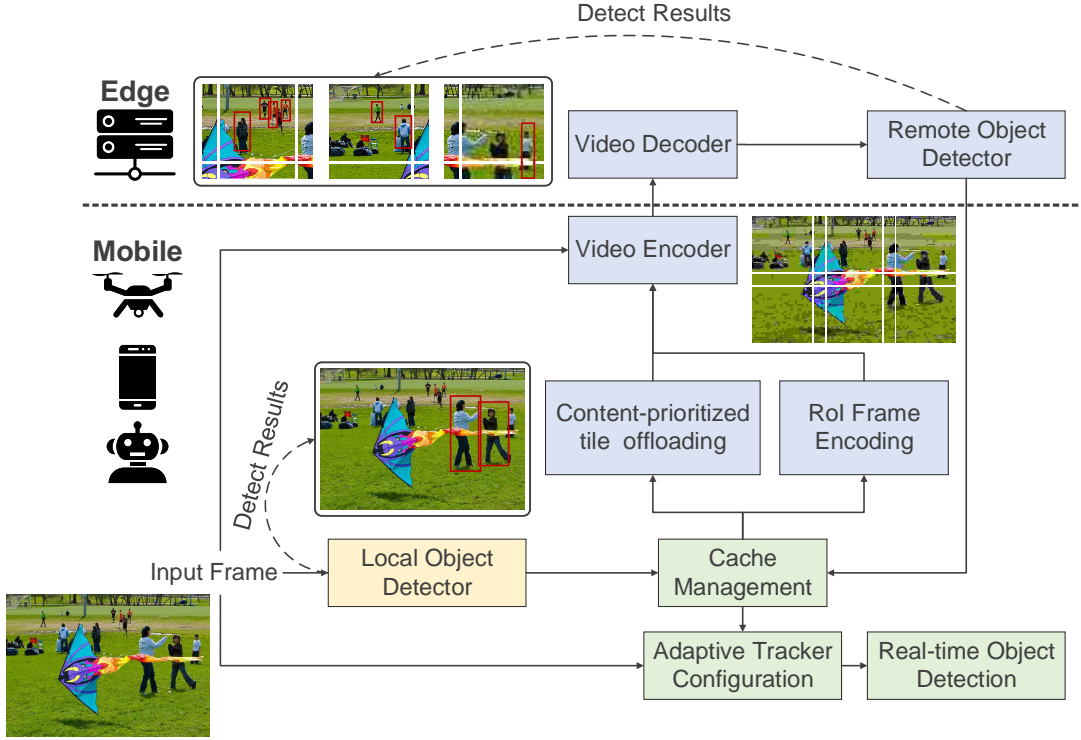 Detect Results
Edge
Video Decoder
Remote Object
Detector
Mobile
Video Encoder
Detect Results
Content-prioritized
tile offloading
RoI Frame
Encoding
Input Frame
Local Object
Detector
Cache
Management
Adaptive Tracker
Configuration
Real-time Object
Detection